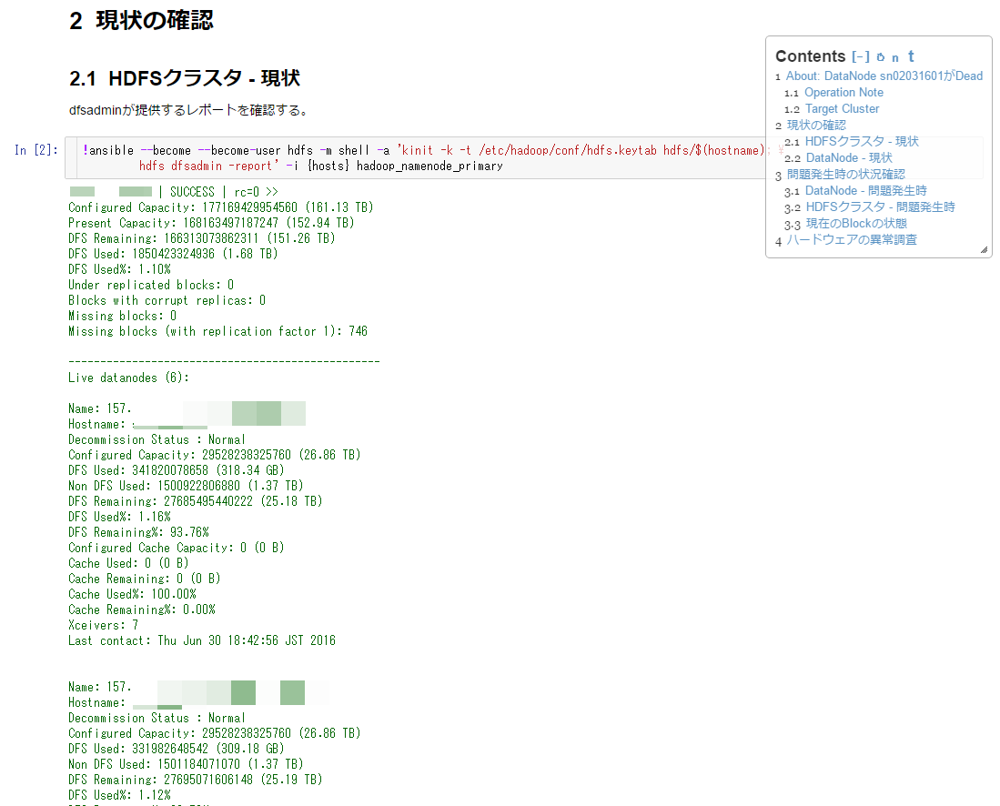 2 現状の確認
2.1 HDFSクラスタ - 現状
dfsadminが提供するレポートを確認する。
In [2]: !ansible --become --become-user hdfs -m shell -a 'kinit -k -t /etc/hadoop/conf/hdfs.keytab hdfs/$(hostname); ¥
hdfs dfsadmin -report' -i {hosts} hadoop_namenode_primary
| SUCCESS | rc=0 >>
Configured Capacity: 177169429954560 (161.13 TB)
Present Capacity: 168163497187247 (152.94 TB)
DFS Remaining: 166313073862311 (151.26 TB)
DFS Used: 1850423324936 (1.68 TB)
DFS Used%: 1.10%
Under replicated blocks: 0
Blocks with corrupt replicas: 0
Missing blocks: 0
Missing blocks (with replication factor 1): 746
-------------------------------------------------
Live datanodes (6):
Name: 157.
Hostname:
Decommission Status : Normal
Configured Capacity: 29528238325760 (26.86 TB)
DFS Used: 341820078658 (318.34 GB)
Non DFS Used: 1500922806880 (1.37 TB)
DFS Remaining: 27685495440222 (25.18 TB)
DFS Used%: 1.16%
DFS Remaining%: 93.76%
Configured Cache Capacity: 0 (0 B)
Cache Used: 0 (0 B)
Cache Remaining: 0 (0 B)
Cache Used%: 100.00%
Cache Remaining%: 0.00%
Xceivers: 7
Last contact: Thu Jun 30 18:42:56 JST 2016
Name: 157.
Hostname:
Decommission Status : Normal
Configured Capacity: 29528238325760 (26.86 TB)
DFS Used: 331982648542 (309.18 GB)
Non DFS Used: 1501184071070 (1.37 TB)
DFS Remaining: 27695071606148 (25.19 TB)
DFS Used%: 1.12%
Contents [-] n t
1 About: DataNode sn02031601がDead
1.1 Operation Note
1.2 Target Cluster
2 現状の確認
2.1 HDFSクラスタ - 現状
2.2 DataNode - 現状
3 問題発生時の状況確認
3.1 DataNode - 問題発生時
3.2 HDFSクラスタ - 問題発生時
3.3 現在のBlockの状態
4 ハードウェアの異常調査